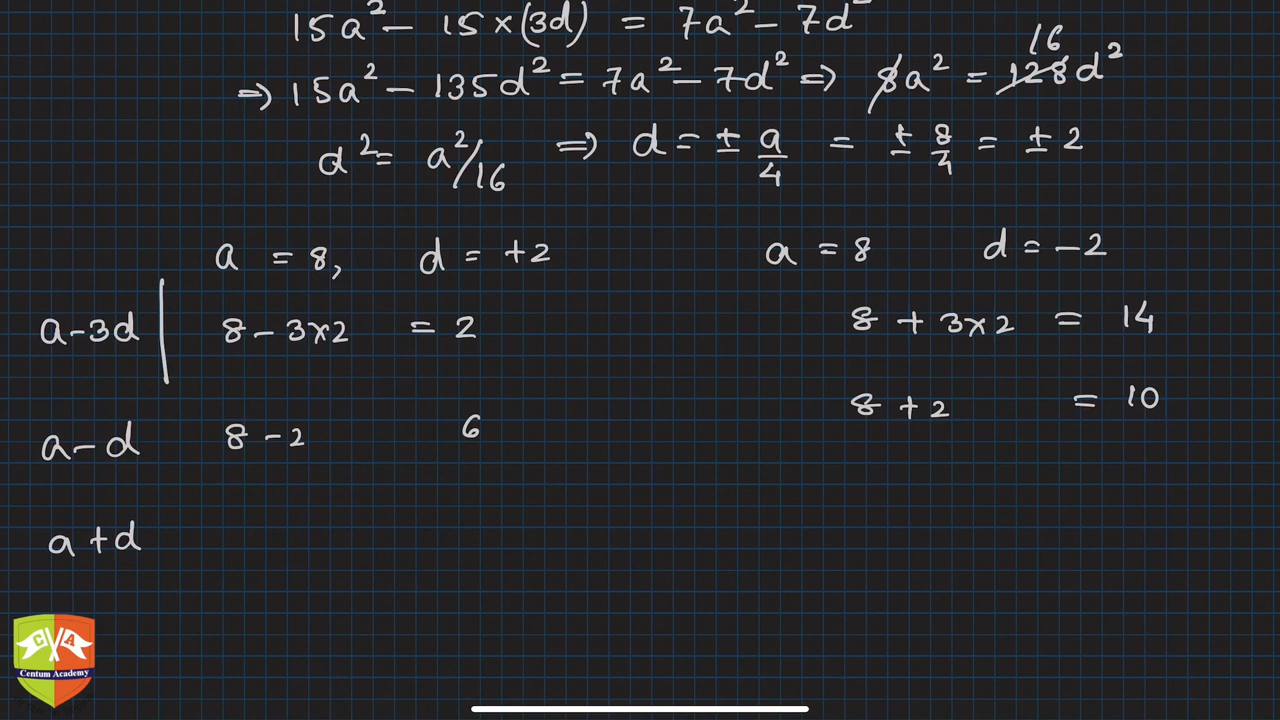 15a² − 15×(3d) = 7a² − 7d²
⇒ 15a² − 135d² = 7a² − 7d² ⇒ 8a² = 128d² 16
d² = a²/16 ⇒ d = ± a/4 = ± 8/4 = ± 2
a = 8, d = +2 a = 8 d = −2
a−3d 8 − 3×2 = 2 8 + 3×2 = 14
a−d 8 − 2 6 8 + 2 = 10
a+d
C A
Centum Academy